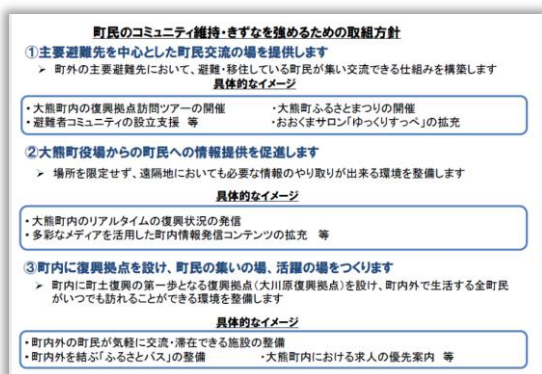 町民のコミュニティ維持・きずなを強めるための取組方針
①主要避難先を中心とした町民交流の場を提供します
➢ 町外の主要避難先において、避難・移住している町民が集い交流できる仕組みを構築します
具体的なイメージ
・大熊町内の復興拠点訪問ツアーの開催 ・大熊町ふるさとまつりの開催
・避難者コミュニティの設立支援 等 ・おおくまサロン「ゆっくりすっぺ」の拡充
②大熊町役場からの町民への情報提供を促進します
➢ 場所を限定せず、遠隔地においても必要な情報のやり取りが出来る環境を整備します
具体的なイメージ
・大熊町内のリアルタイムの復興状況の発信
・多彩なメディアを活用した町内情報発信コンテンツの拡充 等
③町内に復興拠点を設け、町民の集いの場、活躍の場をつくります
➢ 町内に町土復興の第一歩となる復興拠点(大川原復興拠点)を設け、町内外で生活する全町民
がいつでも訪れることができる環境を整備します
具体的なイメージ
・町内外の町民が気軽に交流・滞在できる施設の整備
・町内外を結ぶ「ふるさとバス」の整備 ・大熊町内における求人の優先案内 等